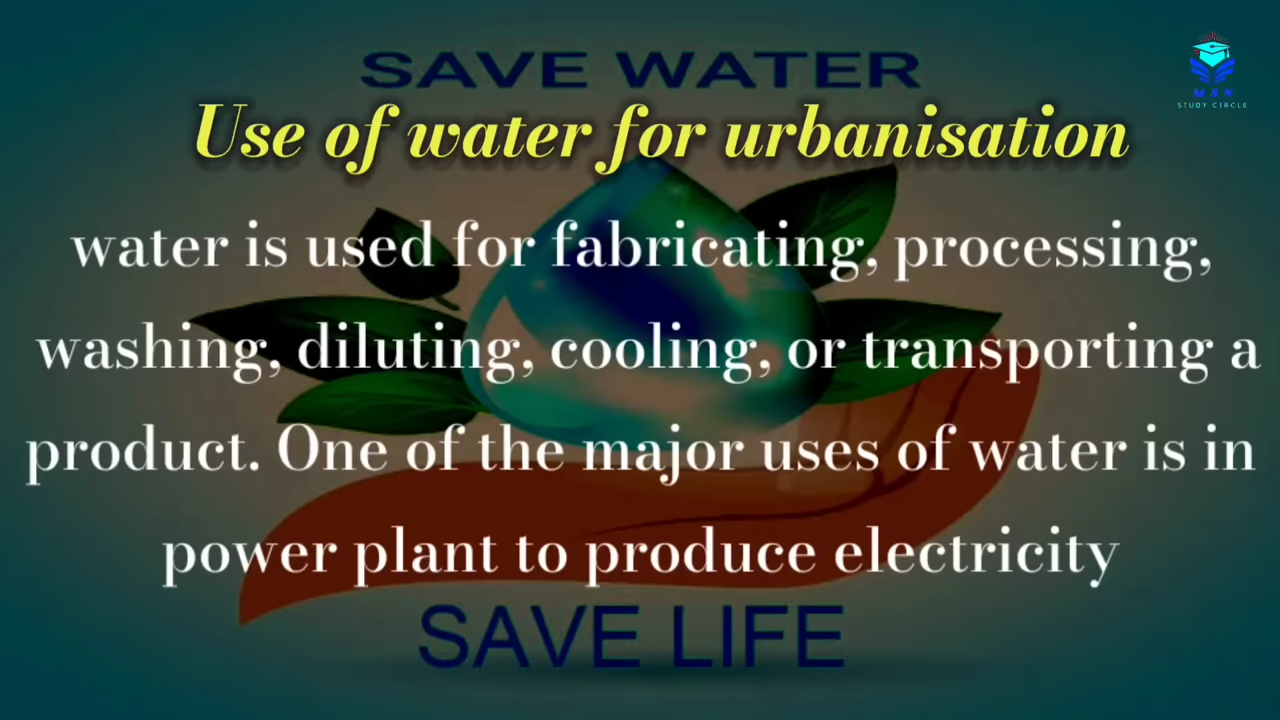 SAVE WATER
Use of water for urbanisation
water is used for fabricating, processing,
washing, diluting, cooling, or transporting a
product. One of the major uses of water is in
power plant to produce electricity
SAVE LIFE
M S N
STUDY CIRCLE